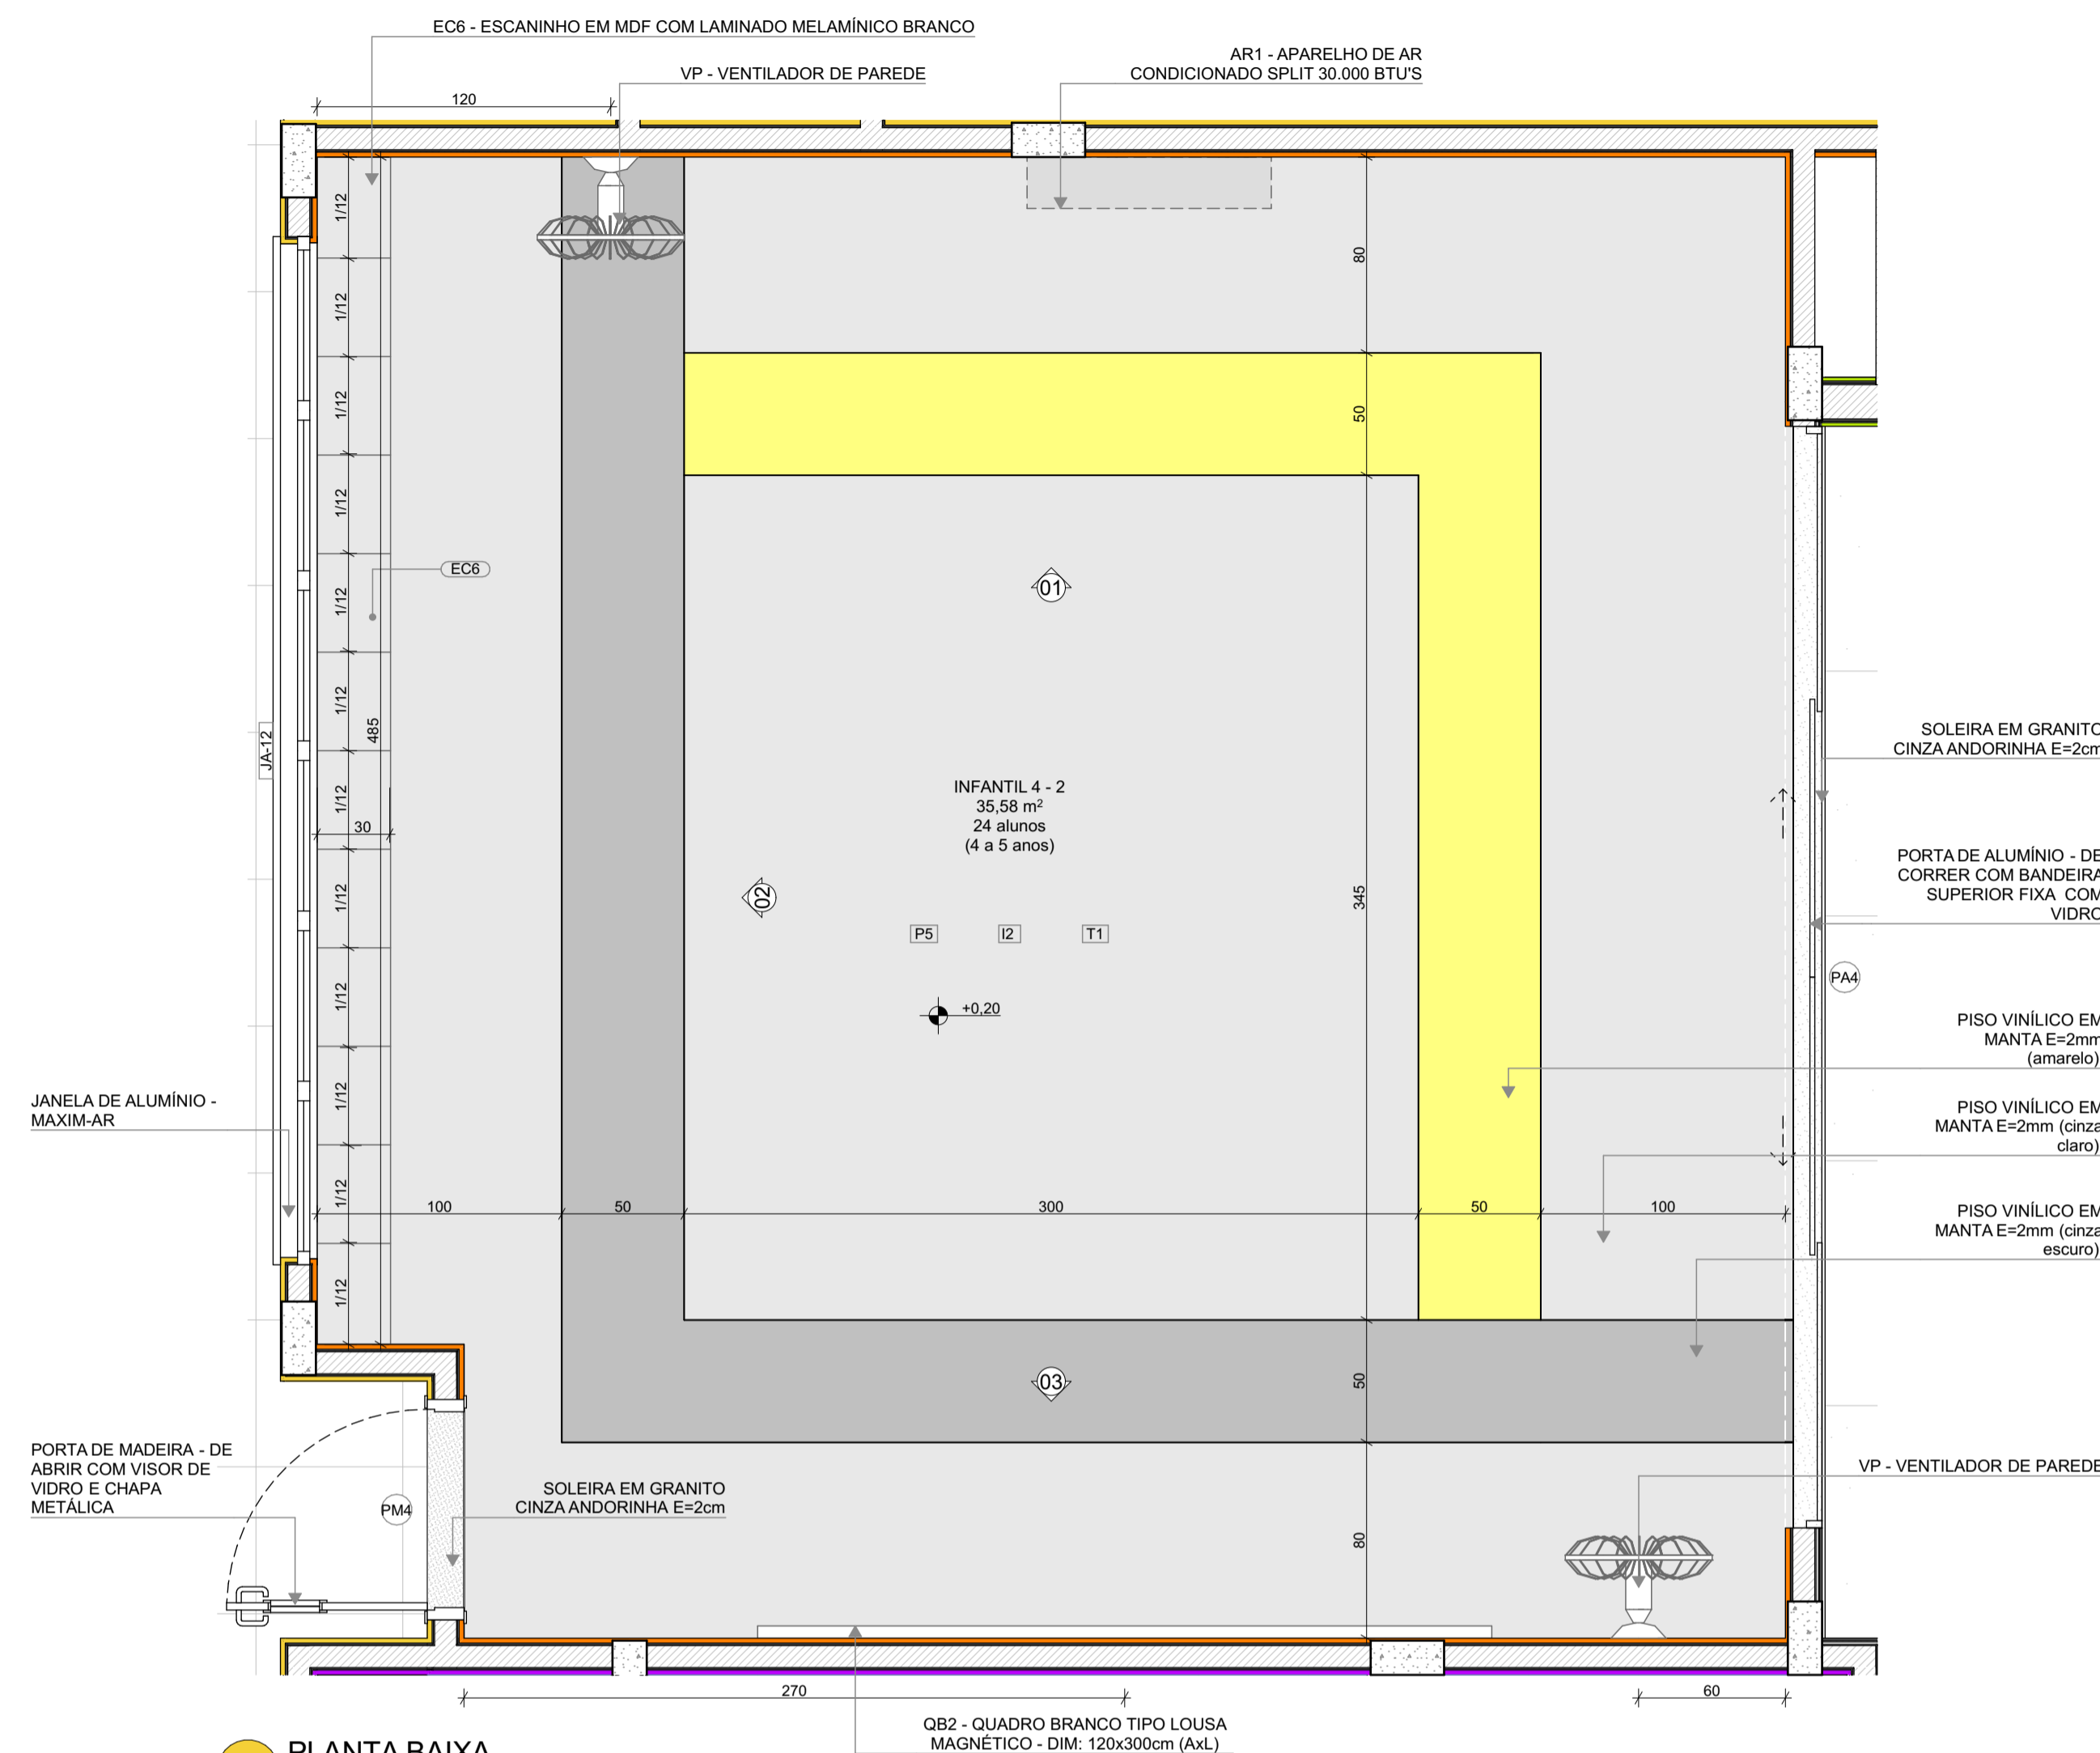 EC6 - ESCANINHO EM MDF COM LAMINADO MELAMÍNICO BRANCO
AR1 - APARELHO DE AR
CONDICIONADO SPLIT 30.000 BTU'S
VP - VENTILADOR DE PAREDE
120
1/12
1/12
1/12
1/12
1/12
1/12
1/12
1/12
1/12
1/12
1/12
1/12
485
30
80
50
345
50
80
EC6
01
JA-12
INFANTIL 4 - 2
35,58 m²
24 alunos
(4 a 5 anos)
02
P5
I2
T1
+0,20
SOLEIRA EM GRANITO
CINZA ANDORINHA E=2cm
PORTA DE ALUMÍNIO - DE
CORRER COM BANDEIRA
SUPERIOR FIXA COM
VIDRO
PA4
PISO VINÍLICO EM
MANTA E=2mm
(amarelo)
PISO VINÍLICO EM
MANTA E=2mm (cinza
claro)
PISO VINÍLICO EM
MANTA E=2mm (cinza
escuro)
JANELA DE ALUMÍNIO -
MAXIM-AR
100
50
300
50
100
03
PORTA DE MADEIRA - DE
ABRIR COM VISOR DE
VIDRO E CHAPA
METÁLICA
PM4
SOLEIRA EM GRANITO
CINZA ANDORINHA E=2cm
VP - VENTILADOR DE PAREDE
270
60
QB2 - QUADRO BRANCO TIPO LOUSA
MAGNÉTICO - DIM: 120x300cm (AxL)
PLANTA BAIXA